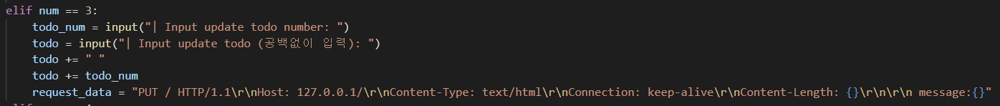 elif num == 3:
    todo_num = input("| Input update todo number: ")
    todo = input("| Input update todo (공백없이 입력): ")
    todo += " "
    todo += todo_num
    request_data = "PUT / HTTP/1.1\r\nHost: 127.0.0.1/\r\nContent-Type: text/html\r\nConnection: keep-alive\r\nContent-Length: {}\r\n\r\n message:{}"